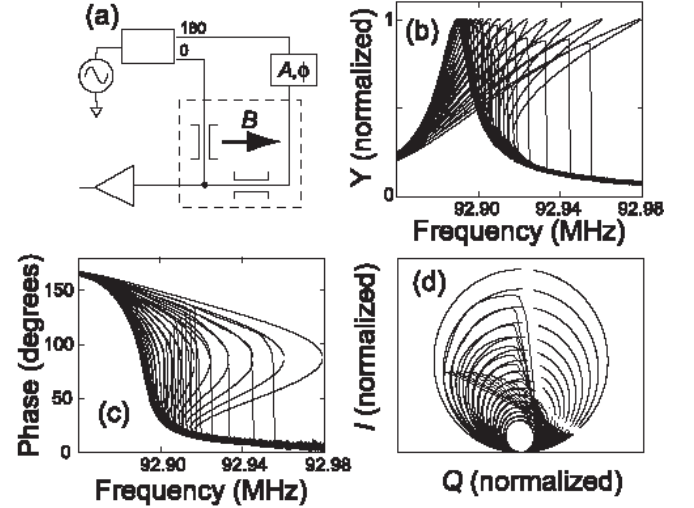 (a)
180
0
A,ϕ
B
(b)
Y (normalized)
1
0
92.90 92.94 92.98
Frequency (MHz)
(c)
Phase (degrees)
150
100
50
0
92.90 92.94 92.98
Frequency (MHz)
(d)
I (normalized)
Q (normalized)